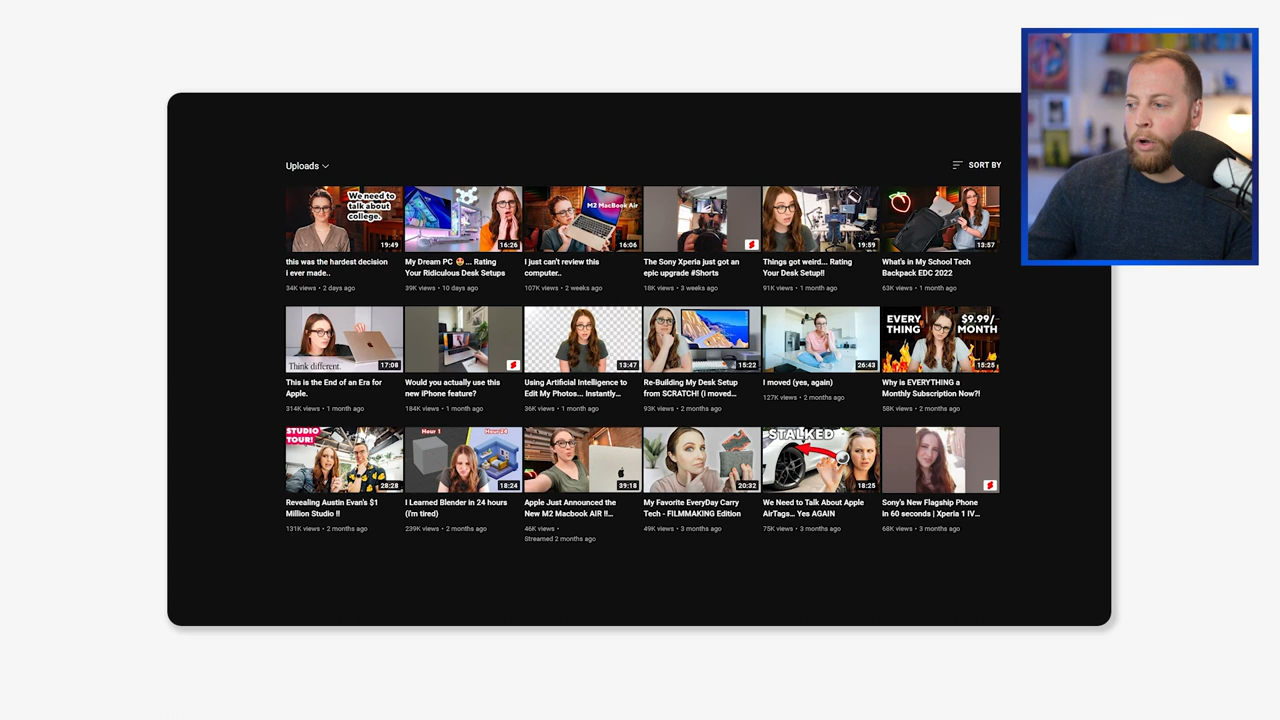 Uploads
SORT BY
We need to
talk about
college.
19:49
16:26
M2 MacBook Air
16:06
19:59
13:57
this was the hardest decision
i ever made..
34K views • 2 days ago
My Dream PC 😍... Rating
Your Ridiculous Desk Setups
39K views • 10 days ago
I just can't review this
computer..
107K views • 2 weeks ago
The Sony Xperia just got an
epic upgrade #Shorts
18K views • 3 weeks ago
Things got weird... Rating
Your Desk Setup!!
91K views • 1 month ago
What's in My School Tech
Backpack EDC 2022
63K views • 1 month ago
Think different.
17:08
13:47
15:22
26:43
EVERY
THING
$9.99/
MONTH
15:25
This is the End of an Era for
Apple.
314K views • 1 month ago
Would you actually use this
new iPhone feature?
184K views • 1 month ago
Using Artificial Intelligence to
Edit My Photos... Instantly...
36K views • 1 month ago
Re-Building My Desk Setup
from SCRATCH! (i moved...
93K views • 2 months ago
I moved (yes, again)
127K views • 2 months ago
Why is EVERYTHING a
Monthly Subscription Now?!
58K views • 2 months ago
STUDIO
TOUR!
28:28
Hour 1
Hour 24
18:24
39:18
20:32
STALKED
18:25
Revealing Austin Evan's $1
Million Studio !!
131K views • 2 months ago
I Learned Blender in 24 hours
(i'm tired)
239K views • 2 months ago
Apple Just Announced the
New M2 Macbook AIR !!...
46K views •
Streamed 2 months ago
My Favorite EveryDay Carry
Tech - FILMMAKING Edition
49K views • 3 months ago
We Need to Talk About Apple
AirTags... Yes AGAIN
75K views • 3 months ago
Sony's New Flagship Phone
in 60 seconds | Xperia 1 IV...
68K views • 3 months ago